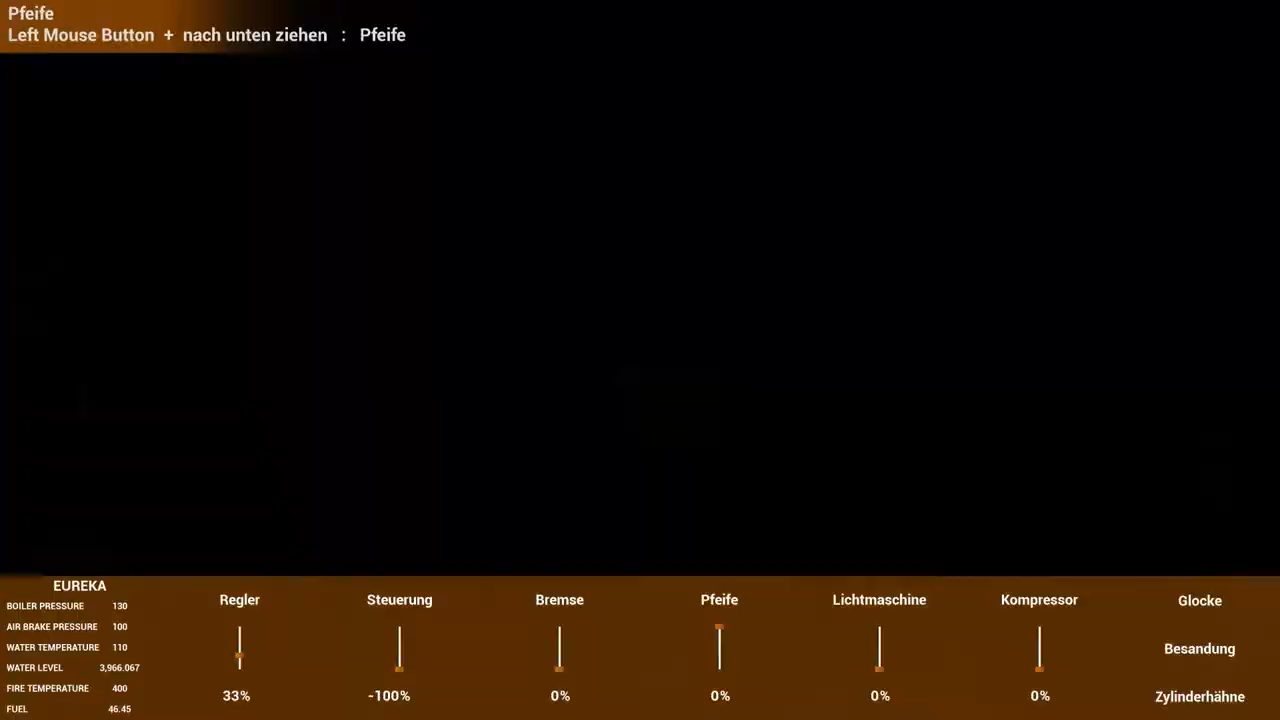 Pfeife
Left Mouse Button + nach unten ziehen : Pfeife
EUREKA
BOILER PRESSURE 130
AIR BRAKE PRESSURE 100
WATER TEMPERATURE 110
WATER LEVEL 3,966.067
FIRE TEMPERATURE 400
FUEL 46.45
Regler
33%
Steuerung
-100%
Bremse
0%
Pfeife
0%
Lichtmaschine
0%
Kompressor
0%
Glocke
Besandung
Zylinderhähne